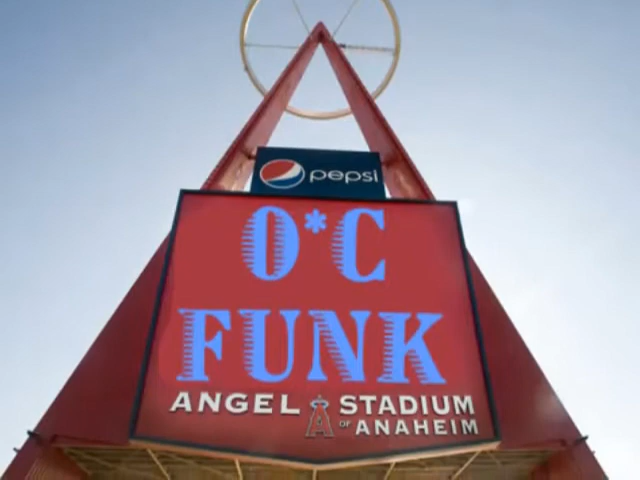 pepsi
O*C
FUNK
ANGEL STADIUM
OF ANAHEIM